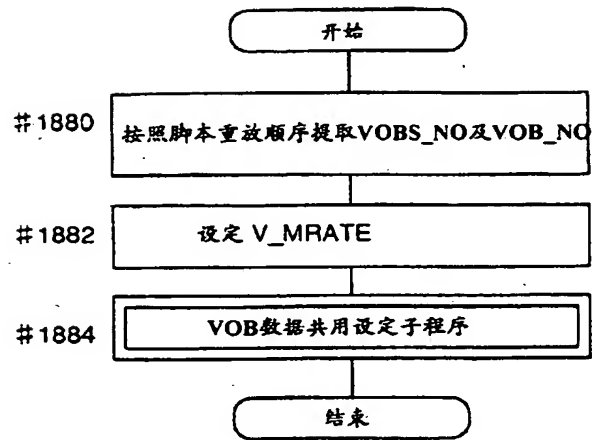 开始
#1880
按照脚本重放顺序提取VOBS_NO及VOB_NO
#1882
设定 V_MRATE
#1884
VOB数据共用设定子程序
结束